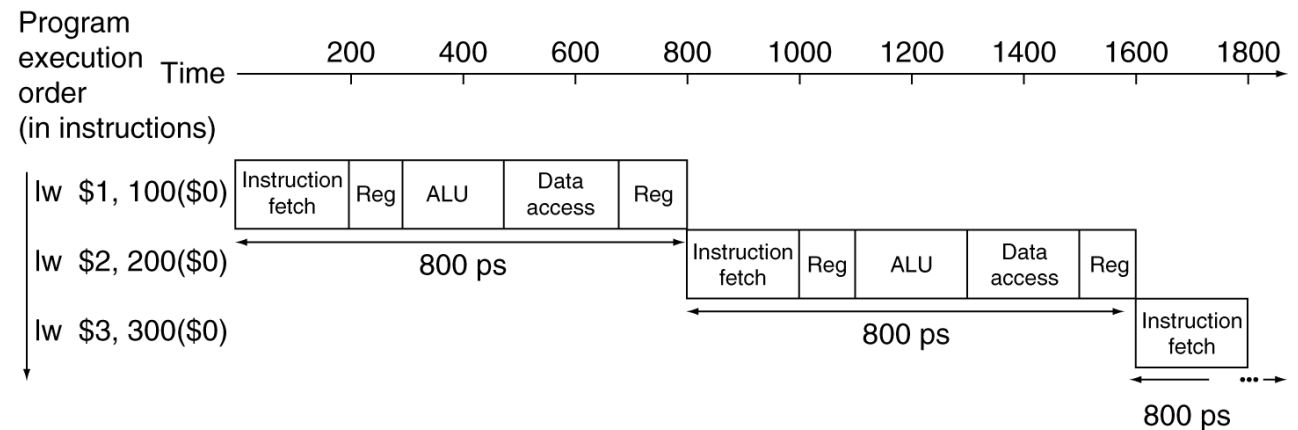 Program
execution
order
(in instructions)
Time
200 400 600 800 1000 1200 1400 1600 1800
lw $1, 100($0)
Instruction
fetch
Reg
ALU
Data
access
Reg
800 ps
lw $2, 200($0)
Instruction
fetch
Reg
ALU
Data
access
Reg
800 ps
lw $3, 300($0)
Instruction
fetch
...
800 ps